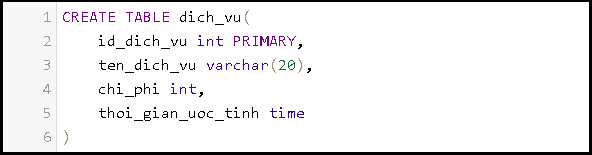 1 CREATE TABLE dich_vu(
2 id_dich_vu int PRIMARY,
3 ten_dich_vu varchar(20),
4 chi_phi int,
5 thoi_gian_uoc_tinh time
6 )